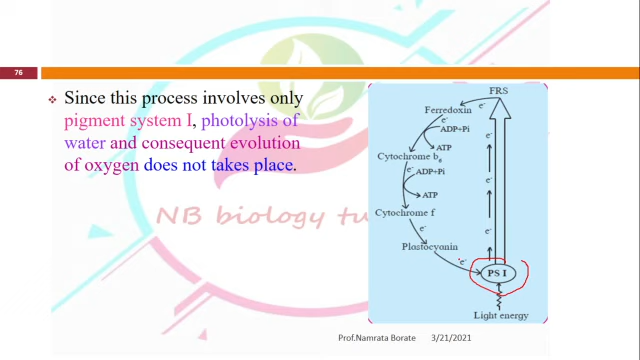 76
❖ Since this process involves only
pigment system I, photolysis of
water and consequent evolution
of oxygen does not takes place.
NB biology tu
FRS
e⁻
Ferredoxin
e⁻
ADP+Pi
ATP
e⁻
Cytochrome b₆
e⁻
ADP+Pi
e⁻
ATP
Cytochrome f
e⁻
e⁻
Plastocyanin
e⁻
PS I
Light energy
Prof.Namrata Borate 3/21/2021